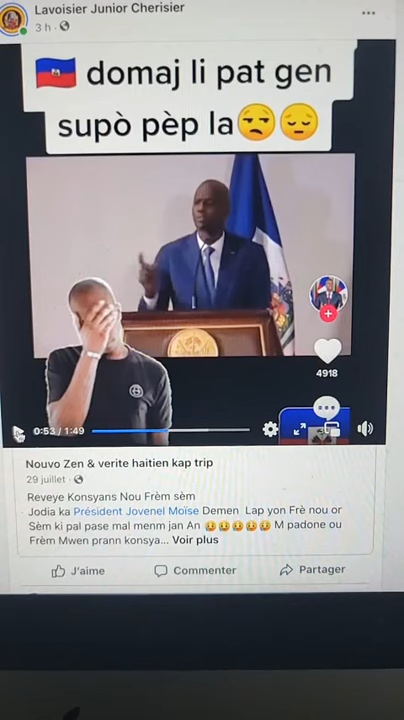 Lavoisier Junior Cherisier
3 h
domaj li pat gen
supò pèp la
4918
0:53 / 1:49
Nouvo Zen & verite haitien kap trip
29 juillet
Reveye Konsyans Nou Frèm sèm
Jodia ka Président Jovenel Moïse Demen Lap yon Frè nou or
Sèm ki pal pase mal menm jan An M padone ou
Frèm Mwen prann konsya... Voir plus
J'aime
Commenter
Partager